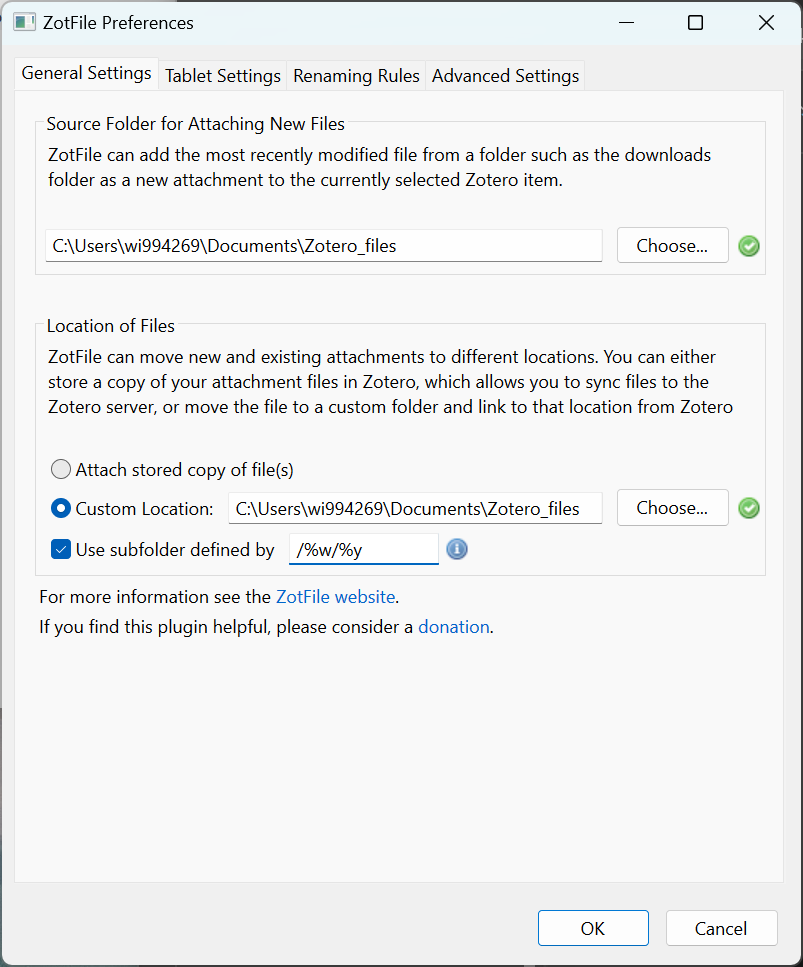 ZotFile Preferences
General Settings
Tablet Settings
Renaming Rules
Advanced Settings
Source Folder for Attaching New Files
ZotFile can add the most recently modified file from a folder such as the downloads
folder as a new attachment to the currently selected Zotero item.
C:\Users\wi994269\Documents\Zotero_files
Choose...
Location of Files
ZotFile can move new and existing attachments to different locations. You can either
store a copy of your attachment files in Zotero, which allows you to sync files to the
Zotero server, or move the file to a custom folder and link to that location from Zotero
Attach stored copy of file(s)
Custom Location:
C:\Users\wi994269\Documents\Zotero_files
Choose...
Use subfolder defined by
/%w/%y
For more information see the ZotFile website.
If you find this plugin helpful, please consider a donation.
OK
Cancel